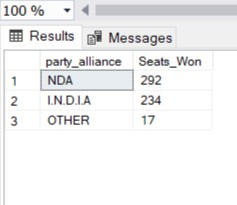 100 %
Results Messages
party_alliance Seats_Won
1 NDA 292
2 I.N.D.I.A 234
3 OTHER 17